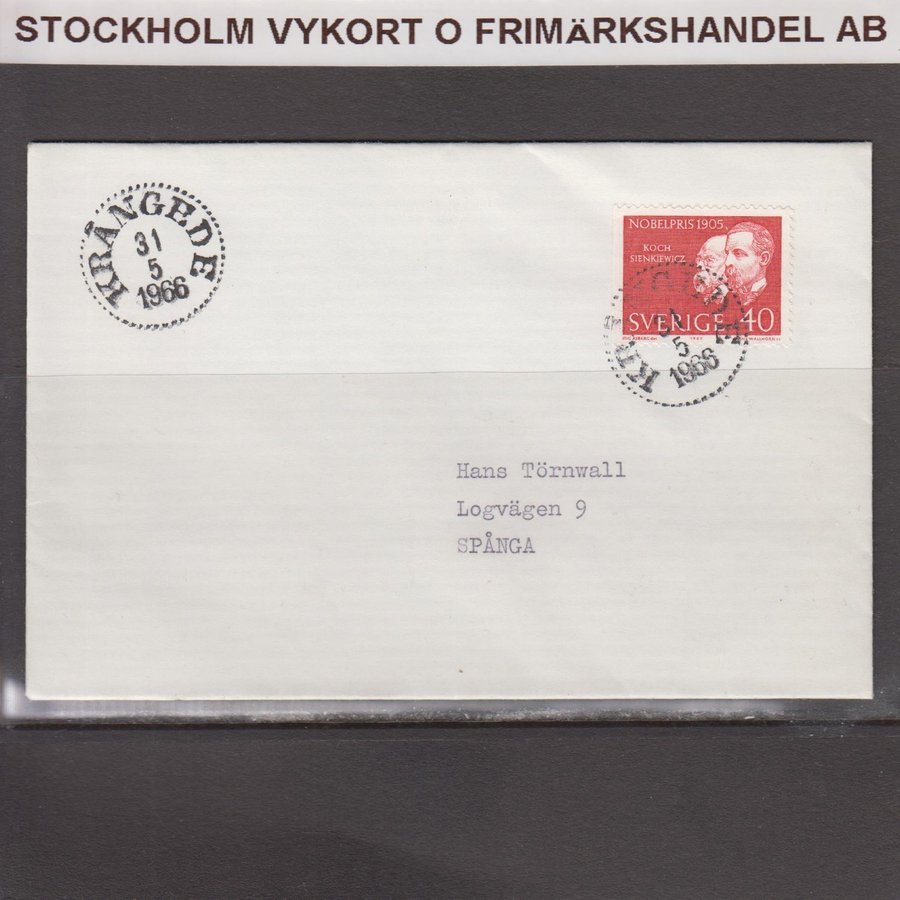 STOCKHOLM VYKORT O FRIMÄRKSHANDEL AB
KRÅNGEDE
31
5
1966
NOBELPRIS 1905
KOCH
SIENKIEWICZ
SVERIGE 40
31
5
1966
Hans Törnwall
Logvägen 9
SPÅNGA